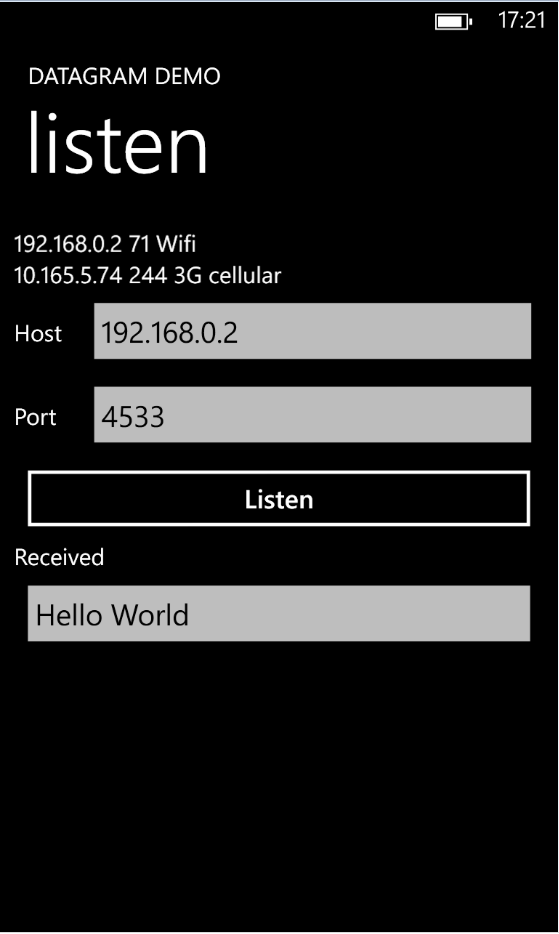 17:21
DATAGRAM DEMO
listen
192.168.0.2 71 Wifi
10.165.5.74 244 3G cellular
Host 192.168.0.2
Port 4533
Listen
Received
Hello World